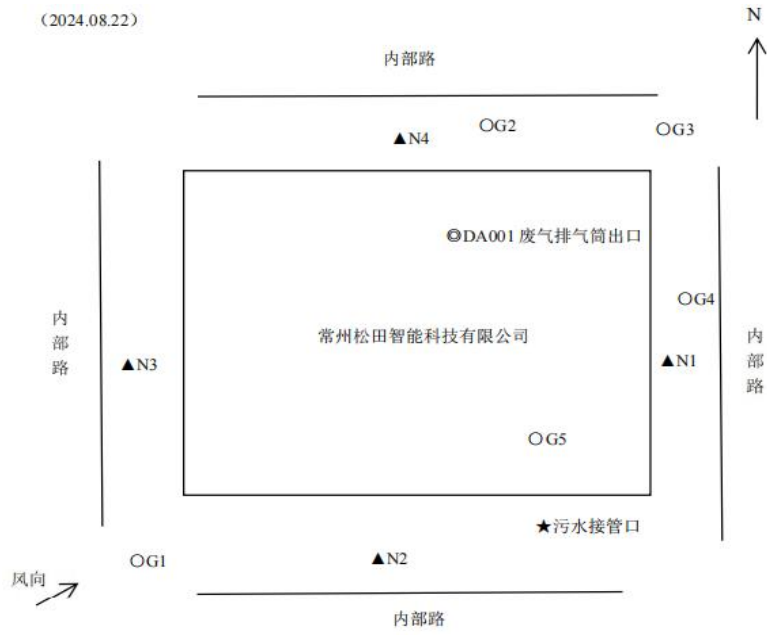 （2024.08.22）
N
内部路
○G2
○G3
▲N4
◎DA001 废气排气筒出口
○G4
内部路
常州松田智能科技有限公司
内部路
▲N3
▲N1
○G5
★污水接管口
○G1
▲N2
风向
内部路